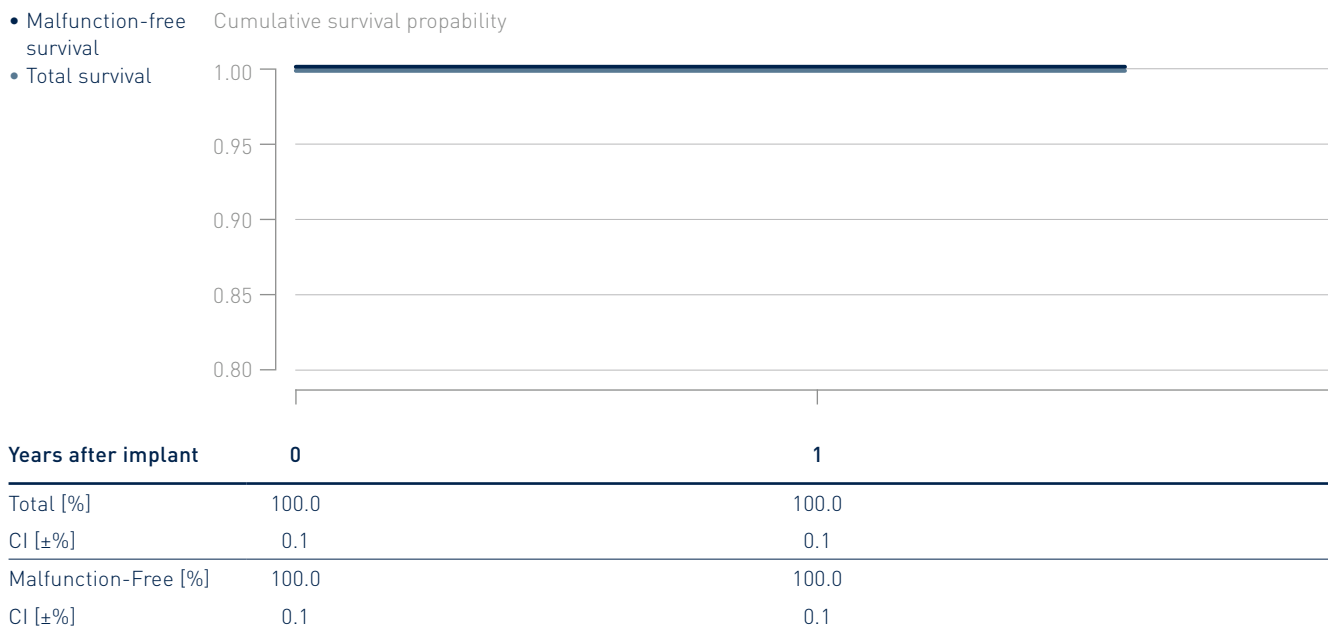 • Malfunction-free
survival
• Total survival
Cumulative survival propability
1.00
0.95
0.90
0.85
0.80
Years after implant 0 1
Total [%] 100.0 100.0
CI [±%] 0.1 0.1
Malfunction-Free [%] 100.0 100.0
CI [±%] 0.1 0.1